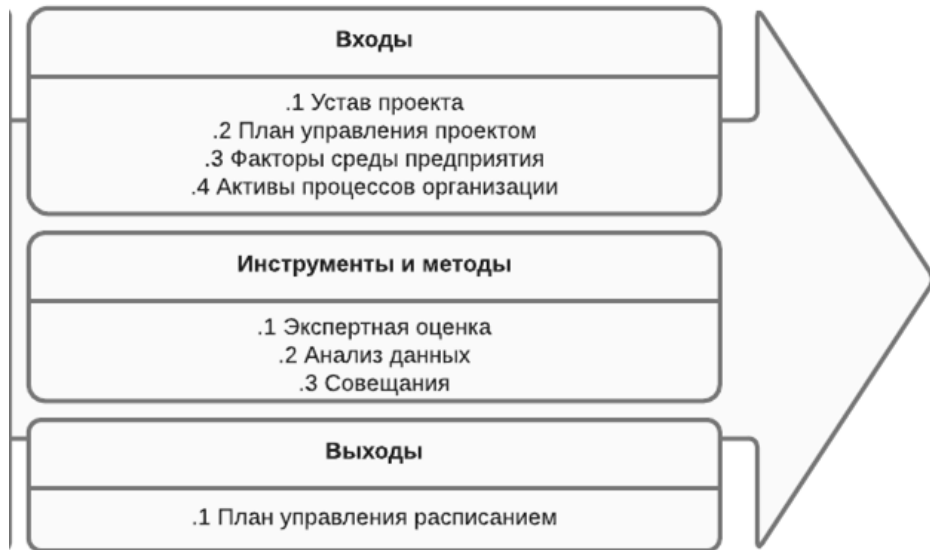 Входы
.1 Устав проекта
.2 План управления проектом
.3 Факторы среды предприятия
.4 Активы процессов организации
Инструменты и методы
.1 Экспертная оценка
.2 Анализ данных
.3 Совещания
Выходы
.1 План управления расписанием